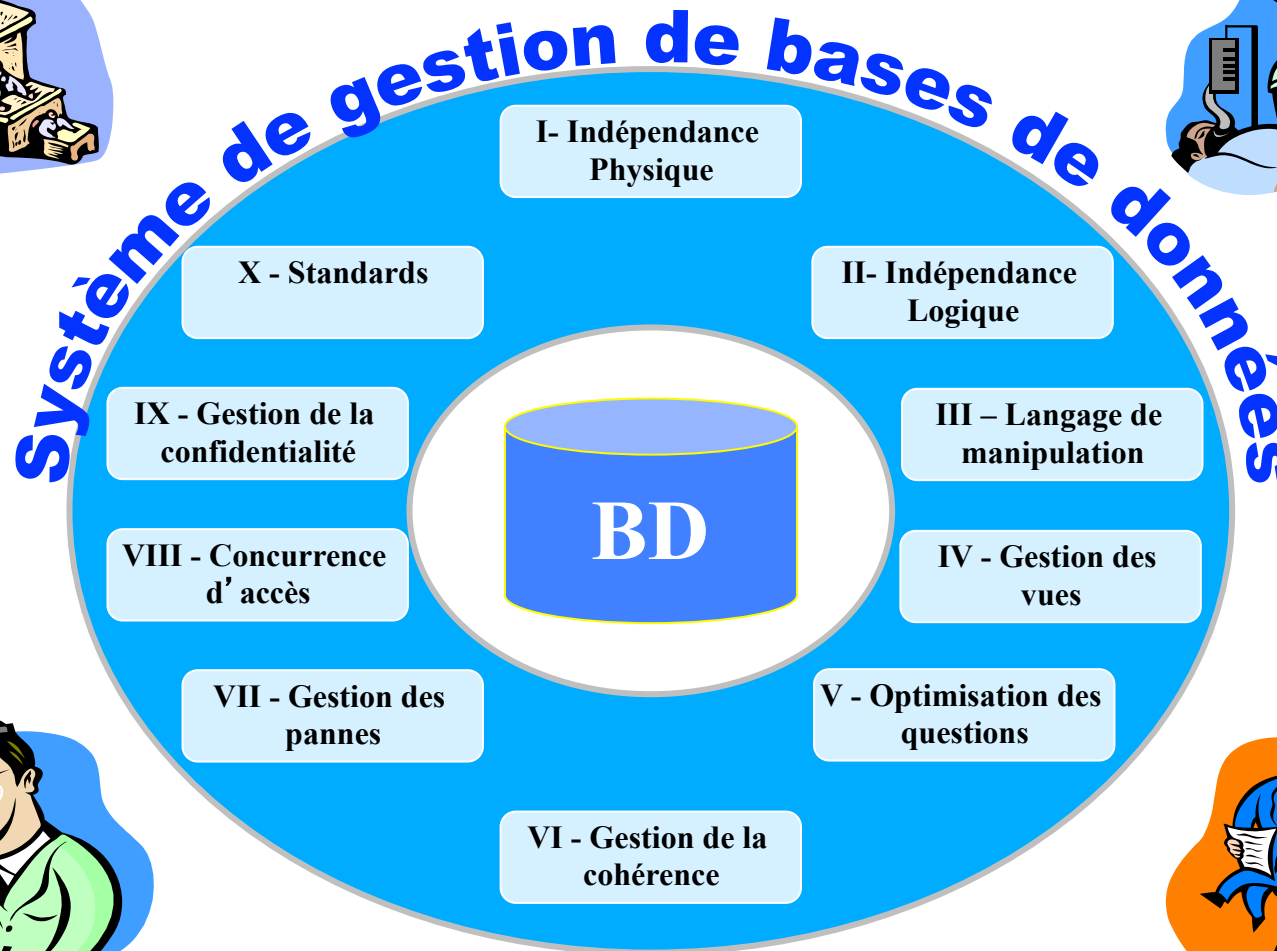 Système de gestion de bases de données
I- Indépendance
Physique
II- Indépendance
Logique
III – Langage de
manipulation
IV - Gestion des
vues
V - Optimisation des
questions
VI - Gestion de la
cohérence
VII - Gestion des
pannes
VIII - Concurrence
d’accès
IX - Gestion de la
confidentialité
X - Standards
BD